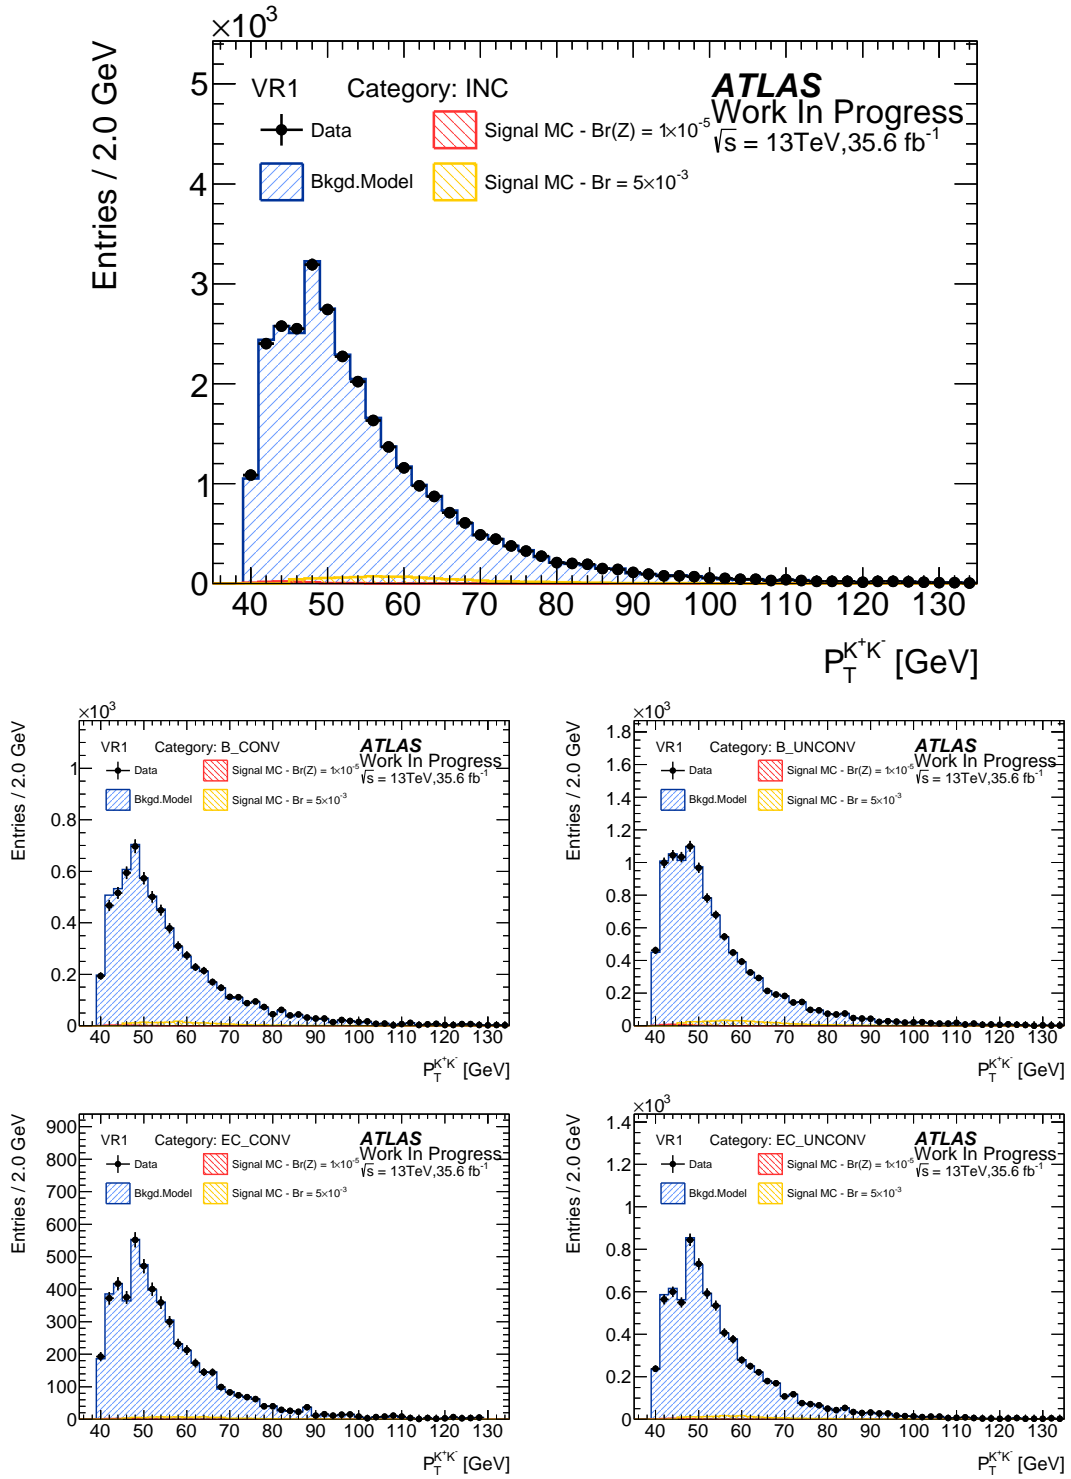 ×10³
Entries / 2.0 GeV
VR1 Category: INC
ATLAS
Work In Progress
√s = 13TeV,35.6 fb⁻¹
Data
Signal MC - Br(Z) = 1×10⁻⁵
Bkgd.Model
Signal MC - Br = 5×10⁻³
5
4
3
2
1
0
40 50 60 70 80 90 100 110 120 130
P_T^{K⁺K⁻} [GeV]
×10³
Entries / 2.0 GeV
VR1 Category: B_CONV
ATLAS
Work In Progress
√s = 13TeV,35.6 fb⁻¹
Data
Signal MC - Br(Z) = 1×10⁻⁵
Bkgd.Model
Signal MC - Br = 5×10⁻³
1
0.8
0.6
0.4
0.2
0
40 50 60 70 80 90 100 110 120 130
P_T^{K⁺K⁻} [GeV]
×10³
Entries / 2.0 GeV
VR1 Category: B_UNCONV
ATLAS
Work In Progress
√s = 13TeV,35.6 fb⁻¹
Data
Signal MC - Br(Z) = 1×10⁻⁵
Bkgd.Model
Signal MC - Br = 5×10⁻³
1.8
1.6
1.4
1.2
1
0.8
0.6
0.4
0.2
0
40 50 60 70 80 90 100 110 120 130
P_T^{K⁺K⁻} [GeV]
Entries / 2.0 GeV
VR1 Category: EC_CONV
ATLAS
Work In Progress
√s = 13TeV,35.6 fb⁻¹
Data
Signal MC - Br(Z) = 1×10⁻⁵
Bkgd.Model
Signal MC - Br = 5×10⁻³
900
800
700
600
500
400
300
200
100
0
40 50 60 70 80 90 100 110 120 130
P_T^{K⁺K⁻} [GeV]
×10³
Entries / 2.0 GeV
VR1 Category: EC_UNCONV
ATLAS
Work In Progress
√s = 13TeV,35.6 fb⁻¹
Data
Signal MC - Br(Z) = 1×10⁻⁵
Bkgd.Model
Signal MC - Br = 5×10⁻³
1.4
1.2
1
0.8
0.6
0.4
0.2
0
40 50 60 70 80 90 100 110 120 130
P_T^{K⁺K⁻} [GeV]